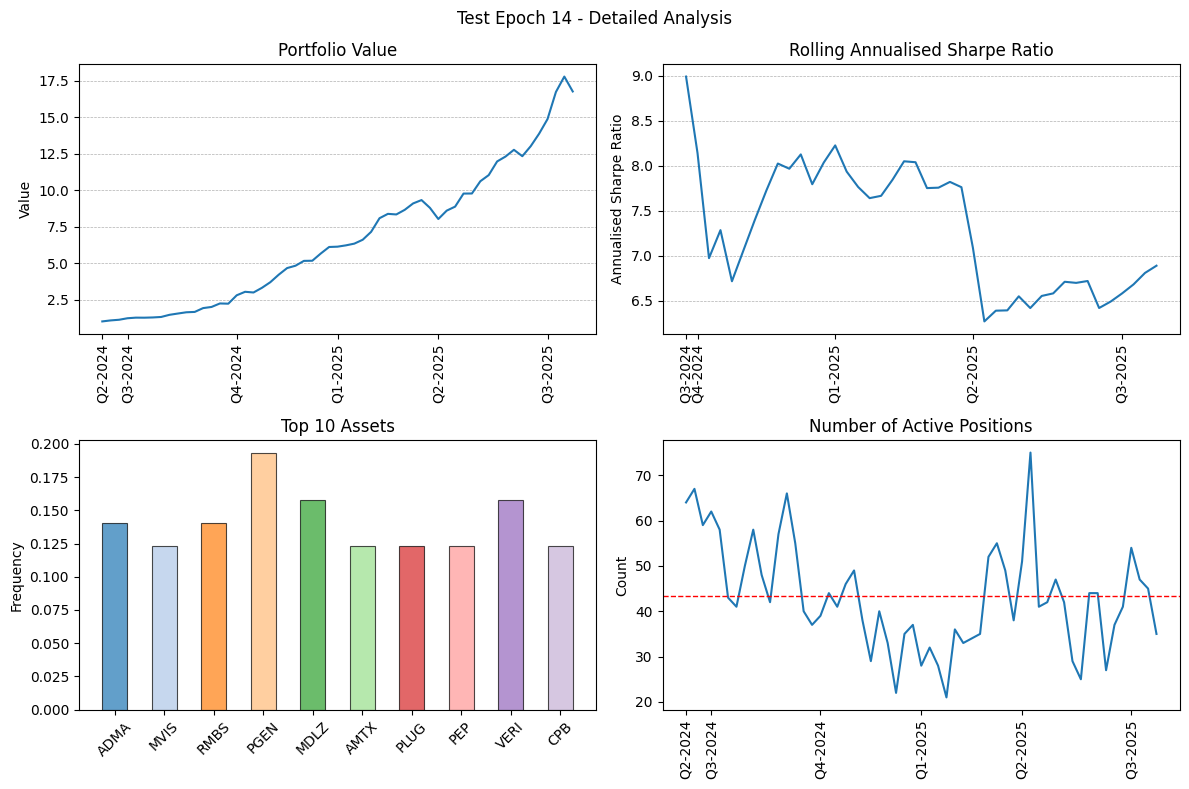 Test Epoch 14 - Detailed Analysis
Portfolio Value
Value
17.5
15.0
12.5
10.0
7.5
5.0
2.5
Q2-2024
Q3-2024
Q4-2024
Q1-2025
Q2-2025
Q3-2025
Rolling Annualised Sharpe Ratio
Annualised Sharpe Ratio
9.0
8.5
8.0
7.5
7.0
6.5
Q3-2024
Q4-2024
Q1-2025
Q2-2025
Q3-2025
Top 10 Assets
Frequency
0.200
0.175
0.150
0.125
0.100
0.075
0.050
0.025
0.000
ADMA
MVIS
RMBS
PGEN
MDLZ
AMTX
PLUG
PEP
VERI
CPB
Number of Active Positions
Count
70
60
50
40
30
20
Q2-2024
Q3-2024
Q4-2024
Q1-2025
Q2-2025
Q3-2025